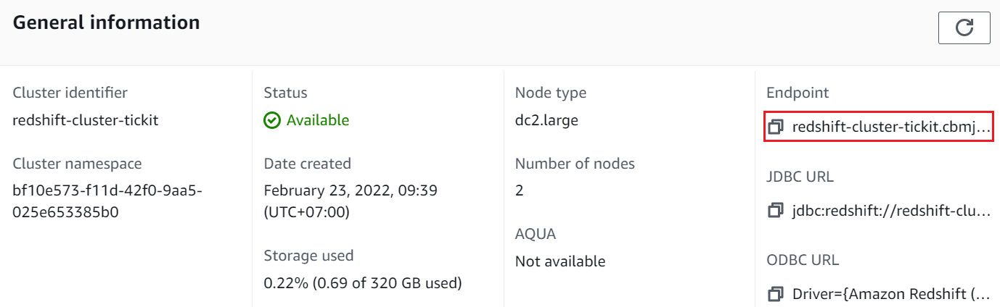 General information
Cluster identifier
redshift-cluster-tickit
Cluster namespace
bf10e573-f11d-42f0-9aa5-
025e653385b0
Status
Available
Date created
February 23, 2022, 09:39
(UTC+07:00)
Storage used
0.22% (0.69 of 320 GB used)
Node type
dc2.large
Number of nodes
2
AQUA
Not available
Endpoint
redshift-cluster-tickit.cbmj...
JDBC URL
jdbc:redshift://redshift-clu...
ODBC URL
Driver={Amazon Redshift (...